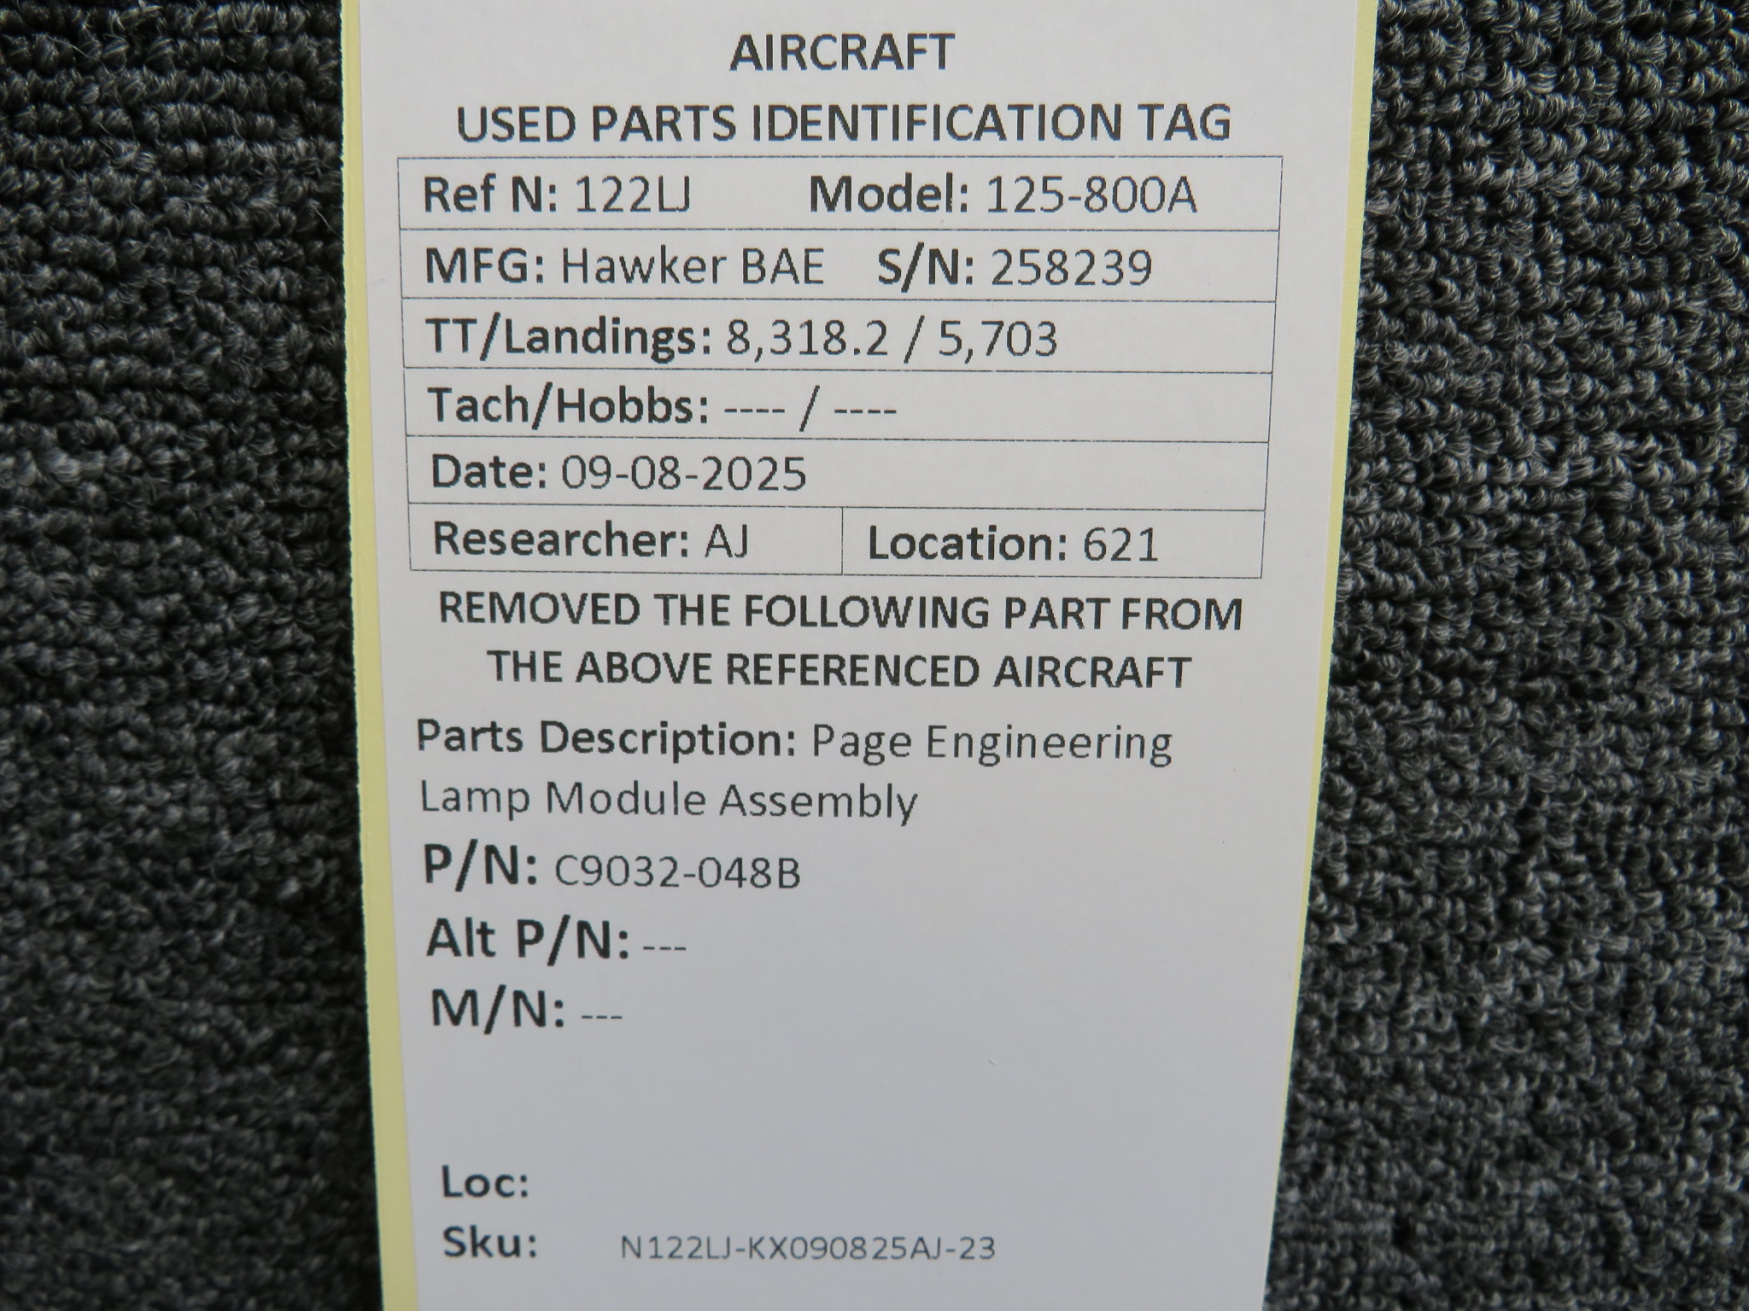 AIRCRAFT
USED PARTS IDENTIFICATION TAG
Ref N: 122LJ Model: 125-800A
MFG: Hawker BAE S/N: 258239
TT/Landings: 8,318.2 / 5,703
Tach/Hobbs: ---- / ----
Date: 09-08-2025
Researcher: AJ Location: 621
REMOVED THE FOLLOWING PART FROM
THE ABOVE REFERENCED AIRCRAFT
Parts Description: Page Engineering
Lamp Module Assembly
P/N: C9032-048B
Alt P/N: ---
M/N: ---
Loc:
Sku: N122LJ-KX090825AJ-23